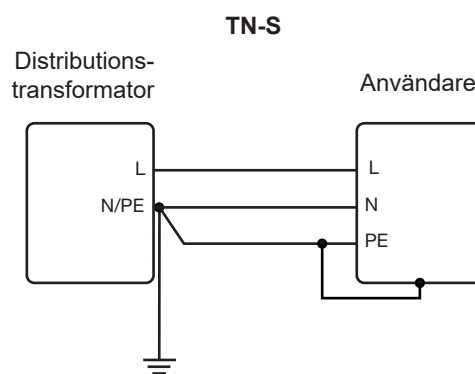 TN-S
Distributions-
transformator
Användare
L
N/PE
L
N
PE